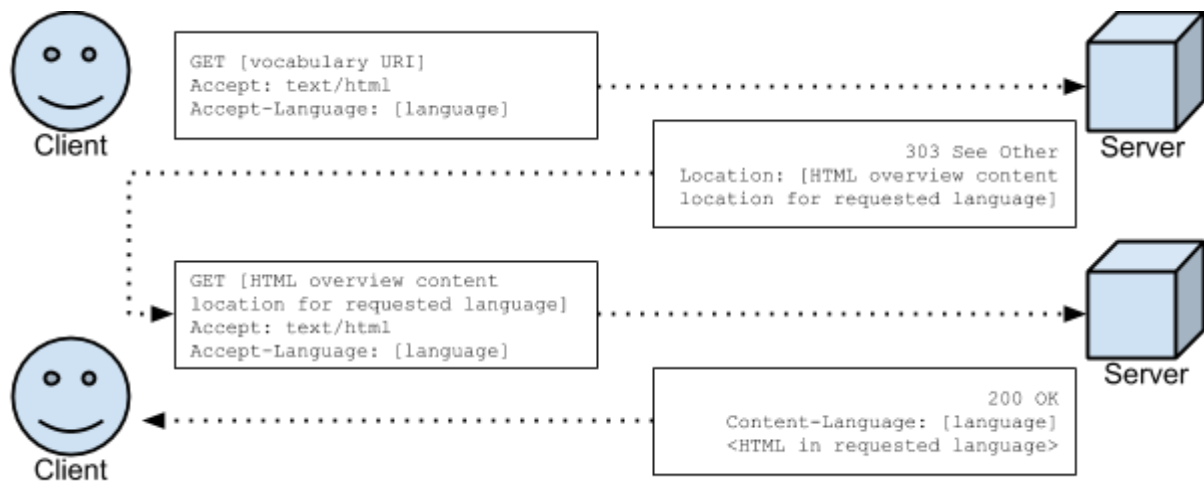 GET [vocabulary URI]
Accept: text/html
Accept-Language: [language]
Client
Server
303 See Other
Location: [HTML overview content
location for requested language]
GET [HTML overview content
location for requested language]
Accept: text/html
Accept-Language: [language]
Server
200 OK
Content-Language: [language]
<HTML in requested language>
Client